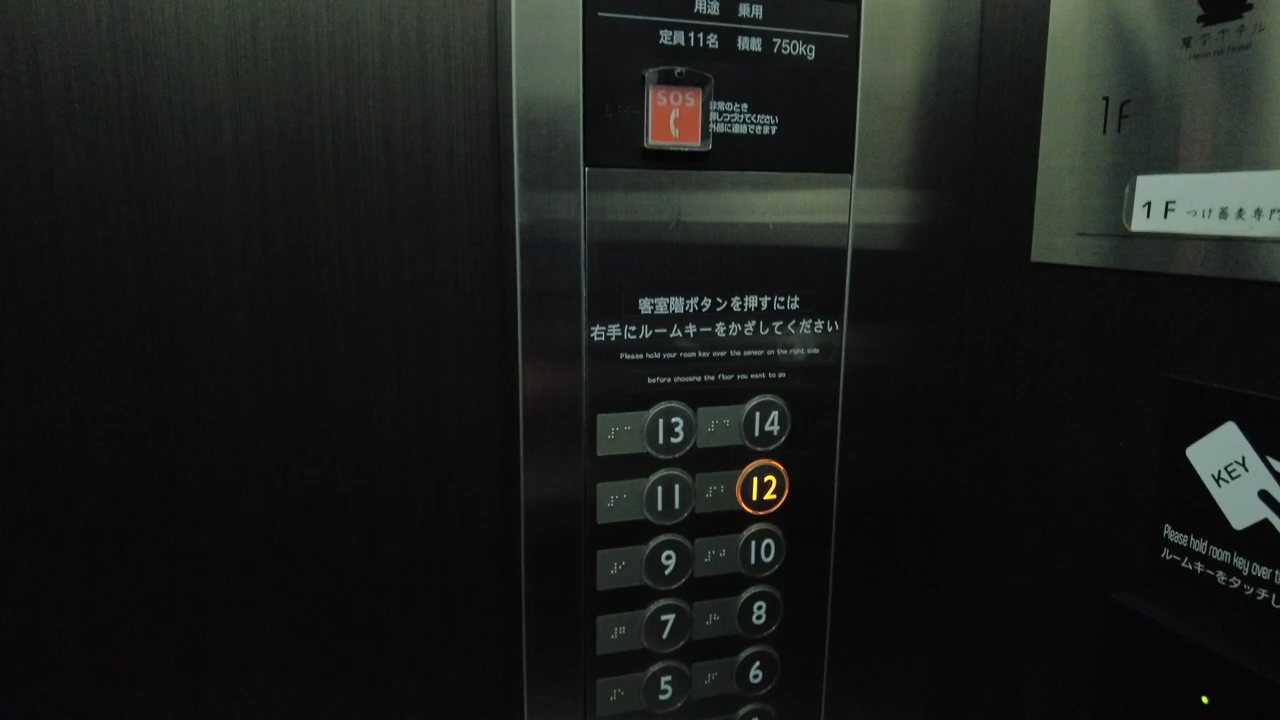 用途 乗用
定員11名 積載 750kg
SOS
非常のとき
押しつづけてください
外部に連絡できます
客室階ボタンを押すには
右手にルームキーをかざしてください
Please hold your room key over the sensor on the right side
before choosing the floor you want to go
13 14
11 12
9 10
7 8
5 6
ホテル
1F
1F つけ蕎麦専門
KEY
Please hold room key over
ルームキーをタッチし